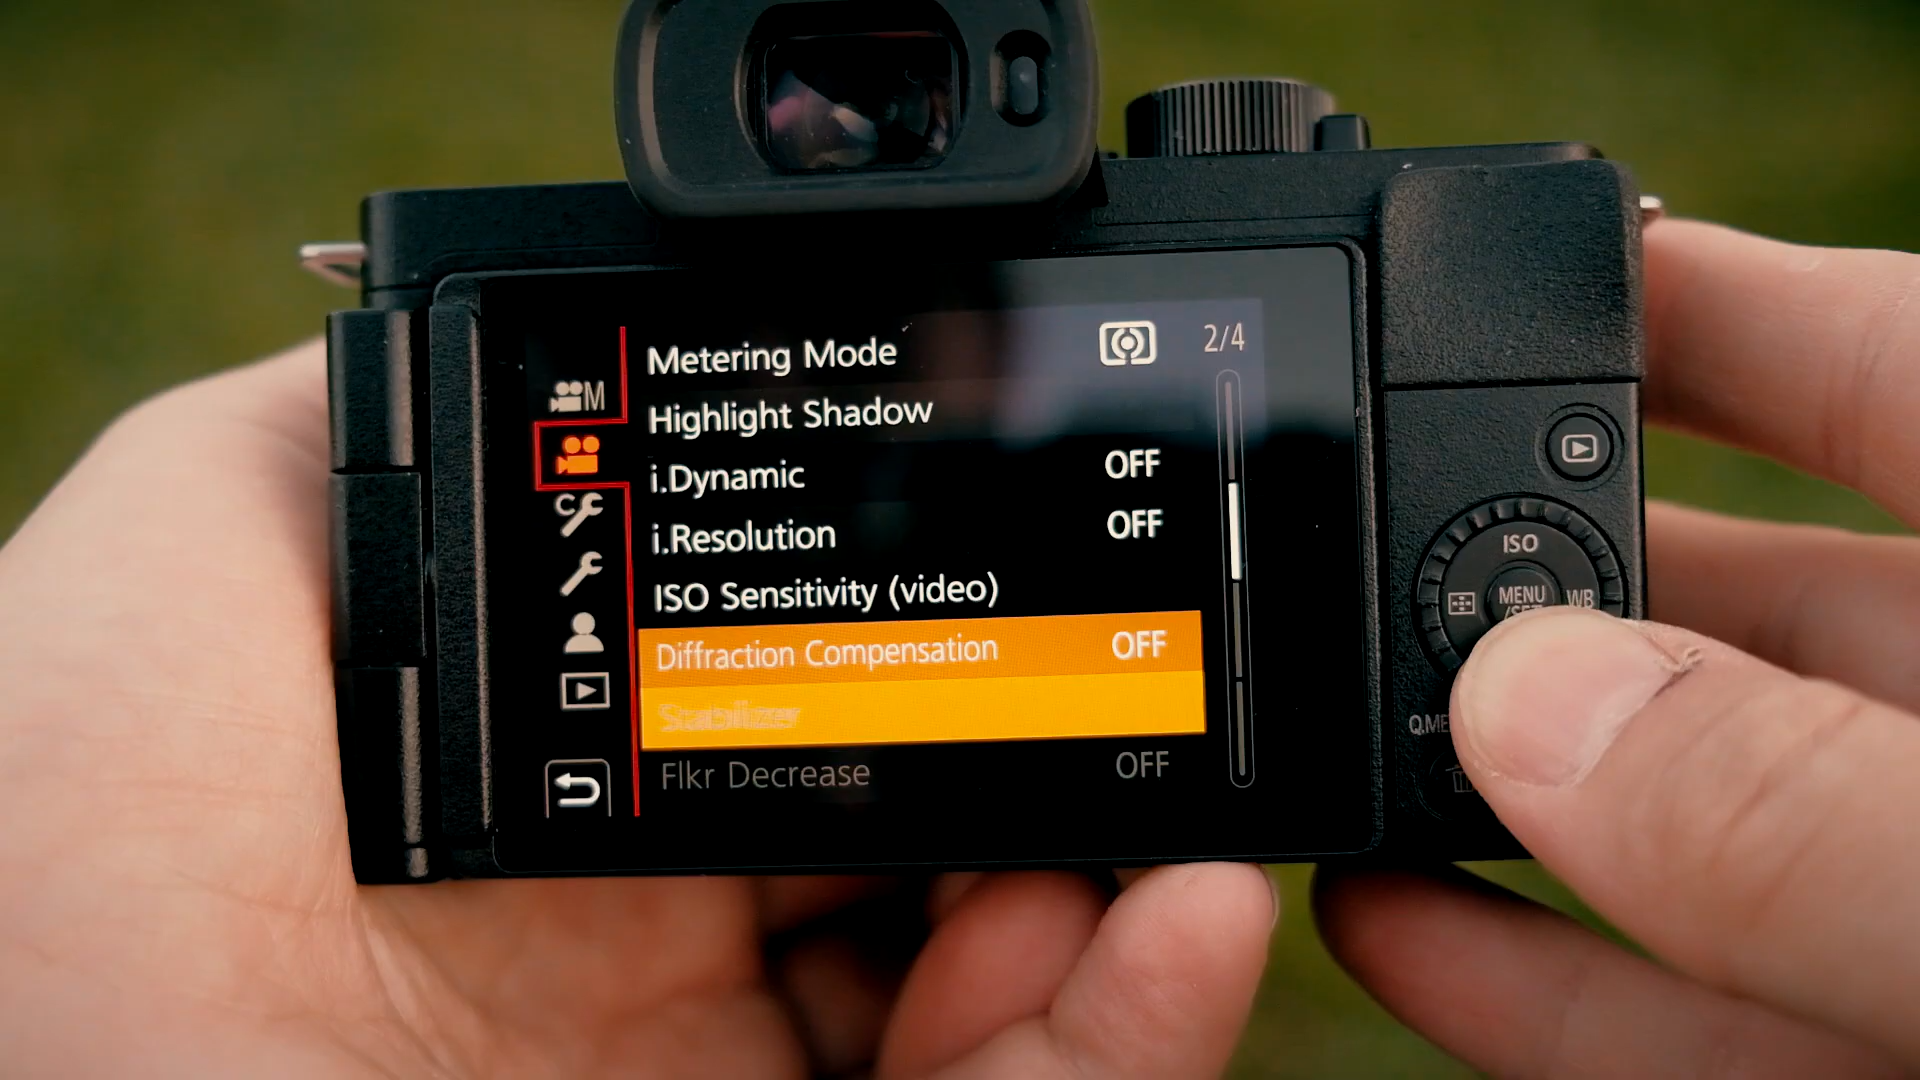 Metering Mode 2/4
Highlight Shadow
i.Dynamic OFF
i.Resolution OFF
ISO Sensitivity (video)
Diffraction Compensation OFF
Stabilizer
Flkr Decrease OFF
M
C
ISO
MENU
/SET
WB